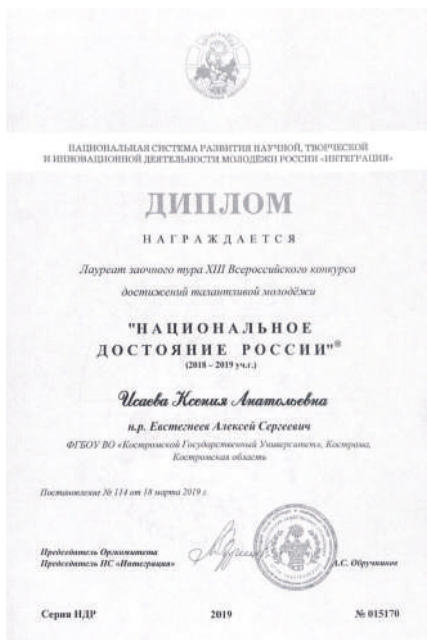 НАЦИОНАЛЬНАЯ СИСТЕМА РАЗВИТИЯ НАУЧНОЙ, ТВОРЧЕСКОЙ
И ИННОВАЦИОННОЙ ДЕЯТЕЛЬНОСТИ МОЛОДЁЖИ РОССИИ «ИНТЕГРАЦИЯ»
ДИПЛОМ
НАГРАЖДАЕТСЯ
Лауреат заочного тура XIII Всероссийского конкурса
достижений талантливой молодёжи
"НАЦИОНАЛЬНОЕ
ДОСТОЯНИЕ РОССИИ"®
(2018 – 2019 уч.г.)
Исаева Ксения Анатольевна
н.р. Евстегнеев Алексей Сергеевич
ФГБОУ ВО «Костромской Государственный Университет», Кострома,
Костромская область
Постановление № 114 от 18 марта 2019 г.
Председатель Оргкомитета
Председатель НС «Интеграция»
А.С. Обручников
Серия НДР 2019 № 015170